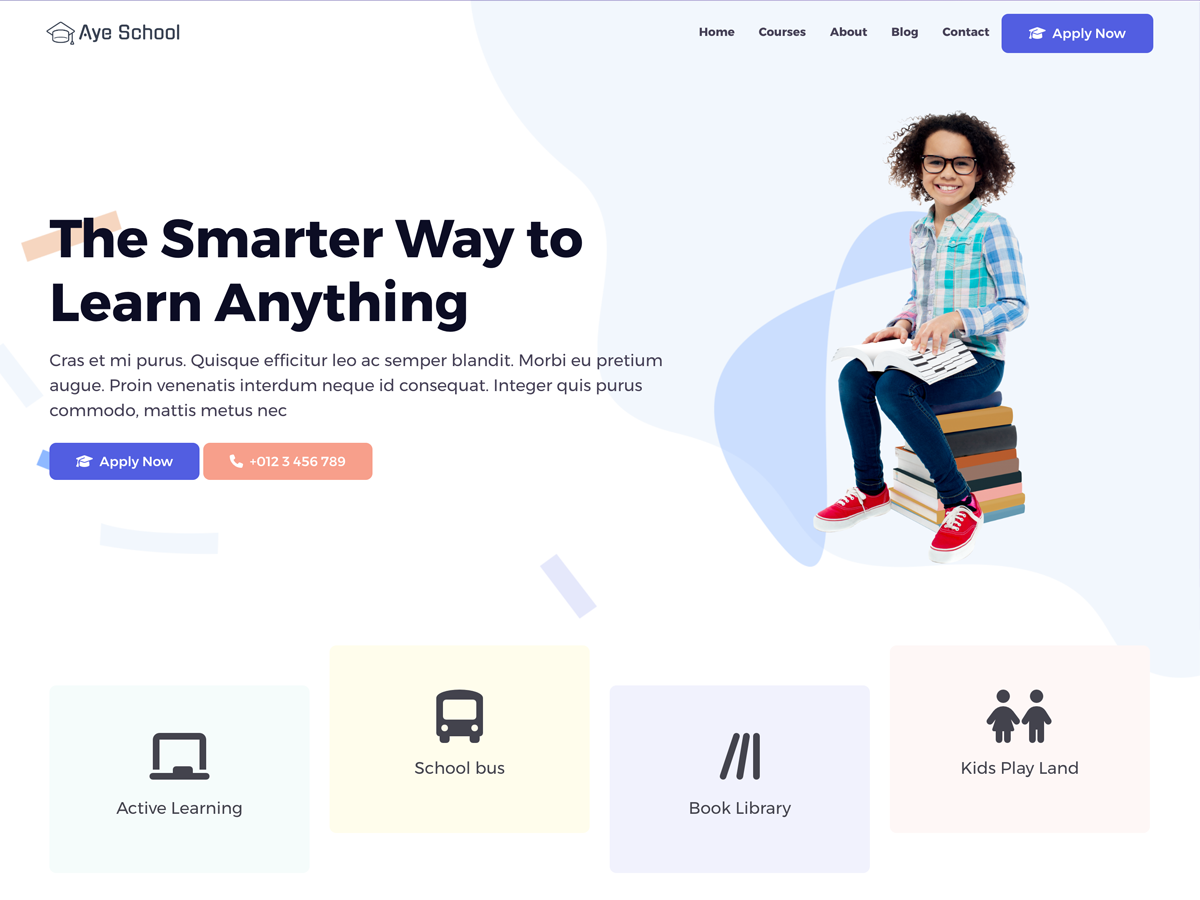 Aye School
Home Courses About Blog Contact Apply Now
The Smarter Way to
Learn Anything
Cras et mi purus. Quisque efficitur leo ac semper blandit. Morbi eu pretium
augue. Proin venenatis interdum neque id consequat. Integer quis purus
commodo, mattis metus nec
Apply Now +012 3 456 789
School bus
Kids Play Land
Active Learning
Book Library